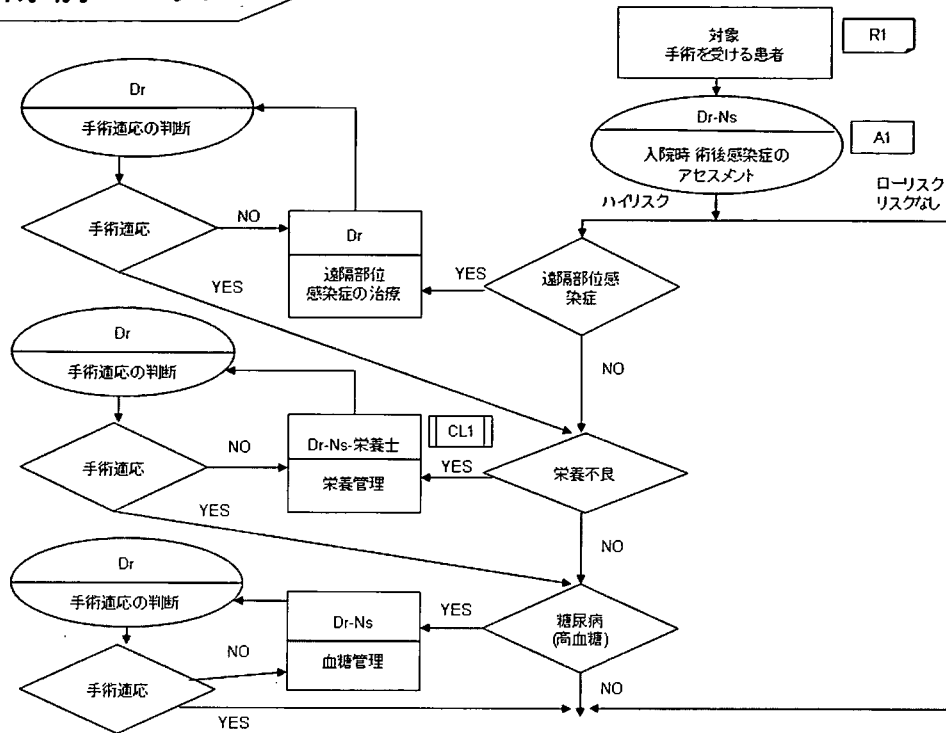 対象
手術を受ける患者
R1
Dr
手術適応の判断
Dr-Ns
入院時 術後感染症の
アセスメント
A1
ハイリスク
ローリスク
リスクなし
手術適応
NO
Dr
遠隔部位
感染症の治療
YES
遠隔部位感
染症
YES
NO
Dr
手術適応の判断
手術適応
NO
Dr-Ns-栄養士
栄養管理
CL1
YES
栄養不良
YES
NO
Dr
手術適応の判断
手術適応
NO
Dr-Ns
血糖管理
YES
糖尿病
(高血糖)
NO
YES